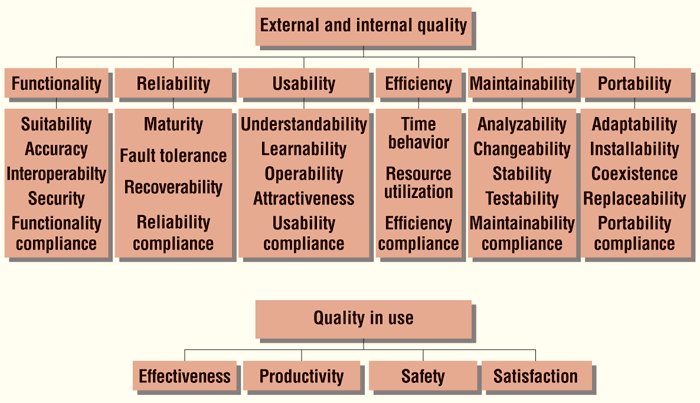 External and internal quality
Functionality
Reliability
Usability
Efficiency
Maintainability
Portability
Suitability
Accuracy
Interoperabilty
Security
Functionality
compliance
Maturity
Fault tolerance
Recoverability
Reliability
compliance
Understandability
Learnability
Operability
Attractiveness
Usability
compliance
Time
behavior
Resource
utilization
Efficiency
compliance
Analyzability
Changeability
Stability
Testability
Maintainability
compliance
Adaptability
Installability
Coexistence
Replaceability
Portability
compliance
Quality in use
Effectiveness
Productivity
Safety
Satisfaction